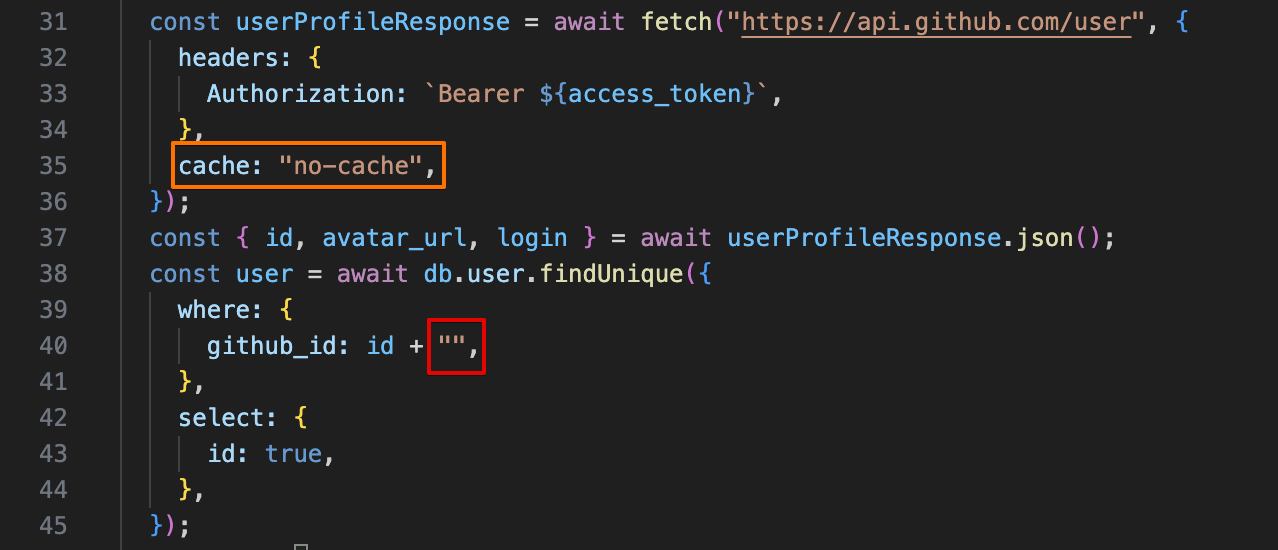 31 const userProfileResponse = await fetch("https://api.github.com/user", {
32 headers: {
33 Authorization: `Bearer ${access_token}`,
34 },
35 cache: "no-cache",
36 });
37 const { id, avatar_url, login } = await userProfileResponse.json();
38 const user = await db.user.findUnique({
39 where: {
40 github_id: id + "",
41 },
42 select: {
43 id: true,
44 },
45 });